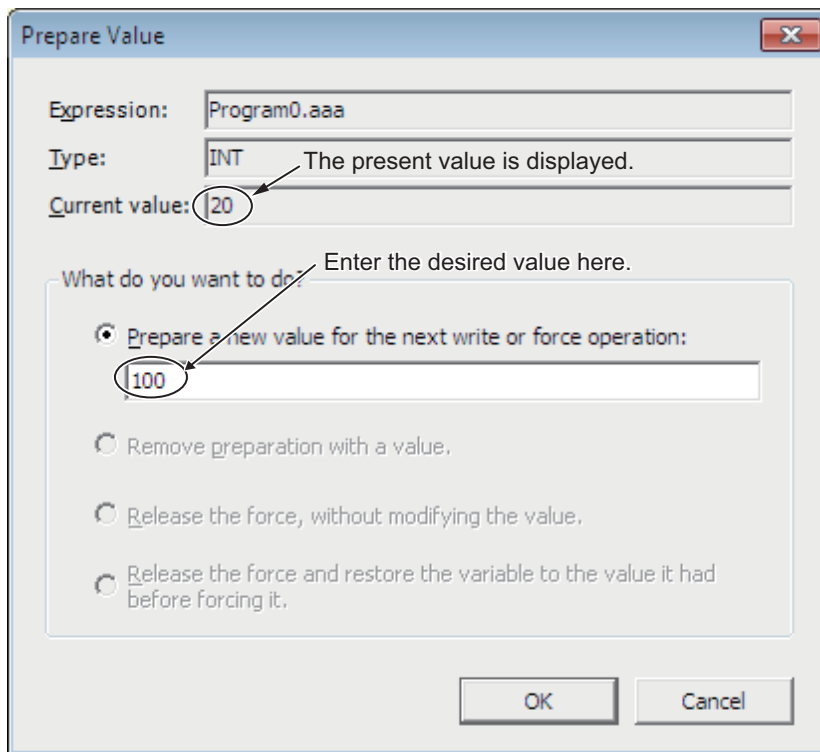 Prepare Value
Expression: Program0.aaa
Type: INT
The present value is displayed.
Current value: 20
Enter the desired value here.
What do you want to do?
Prepare a new value for the next write or force operation:
100
Remove preparation with a value.
Release the force, without modifying the value.
Release the force and restore the variable to the value it had
before forcing it.
OK Cancel